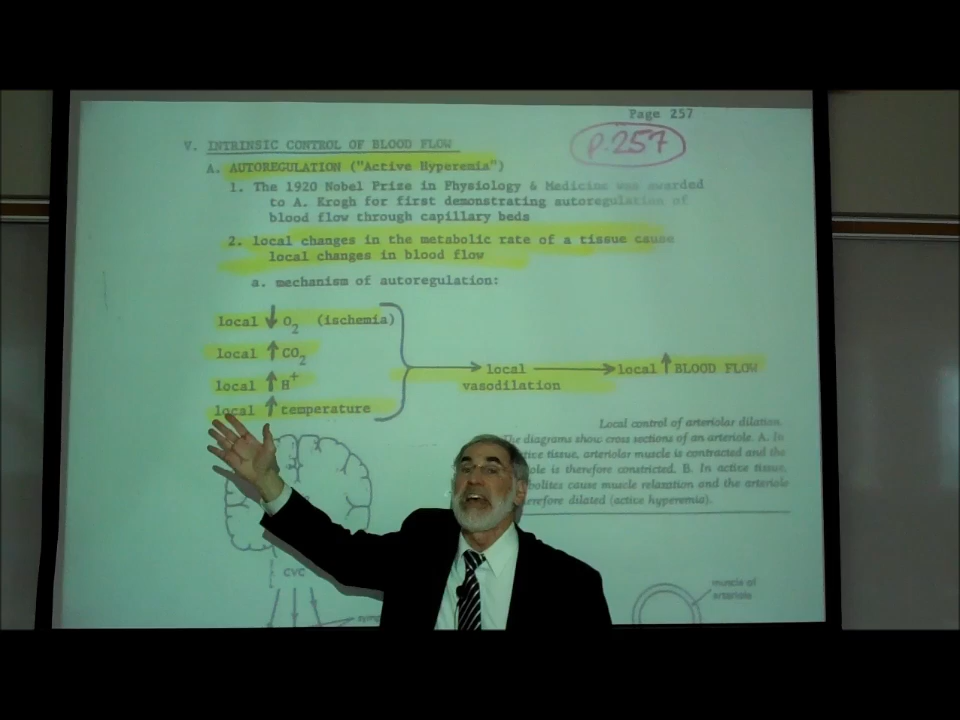 Page 257
P.257
V. INTRINSIC CONTROL OF BLOOD FLOW
A. AUTOREGULATION ("Active Hyperemia")
1. The 1920 Nobel Prize in Physiology & Medicine was awarded
to A. Krogh for first demonstrating autoregulation of
blood flow through capillary beds
2. local changes in the metabolic rate of a tissue cause
local changes in blood flow
a. mechanism of autoregulation:
local ↓ O₂ (ischemia)
local ↑ CO₂
local ↑ H⁺
local ↑ temperature
local
vasodilation
local ↑ BLOOD FLOW
Local control of arteriolar dilation.
The diagrams show cross sections of an arteriole. A. In
tissue, arteriolar muscle is contracted and the
is therefore constricted. B. In active tissue,
cause muscle relaxation and the arteriole
dilated (active hyperemia).
CVC
muscle of
arteriole